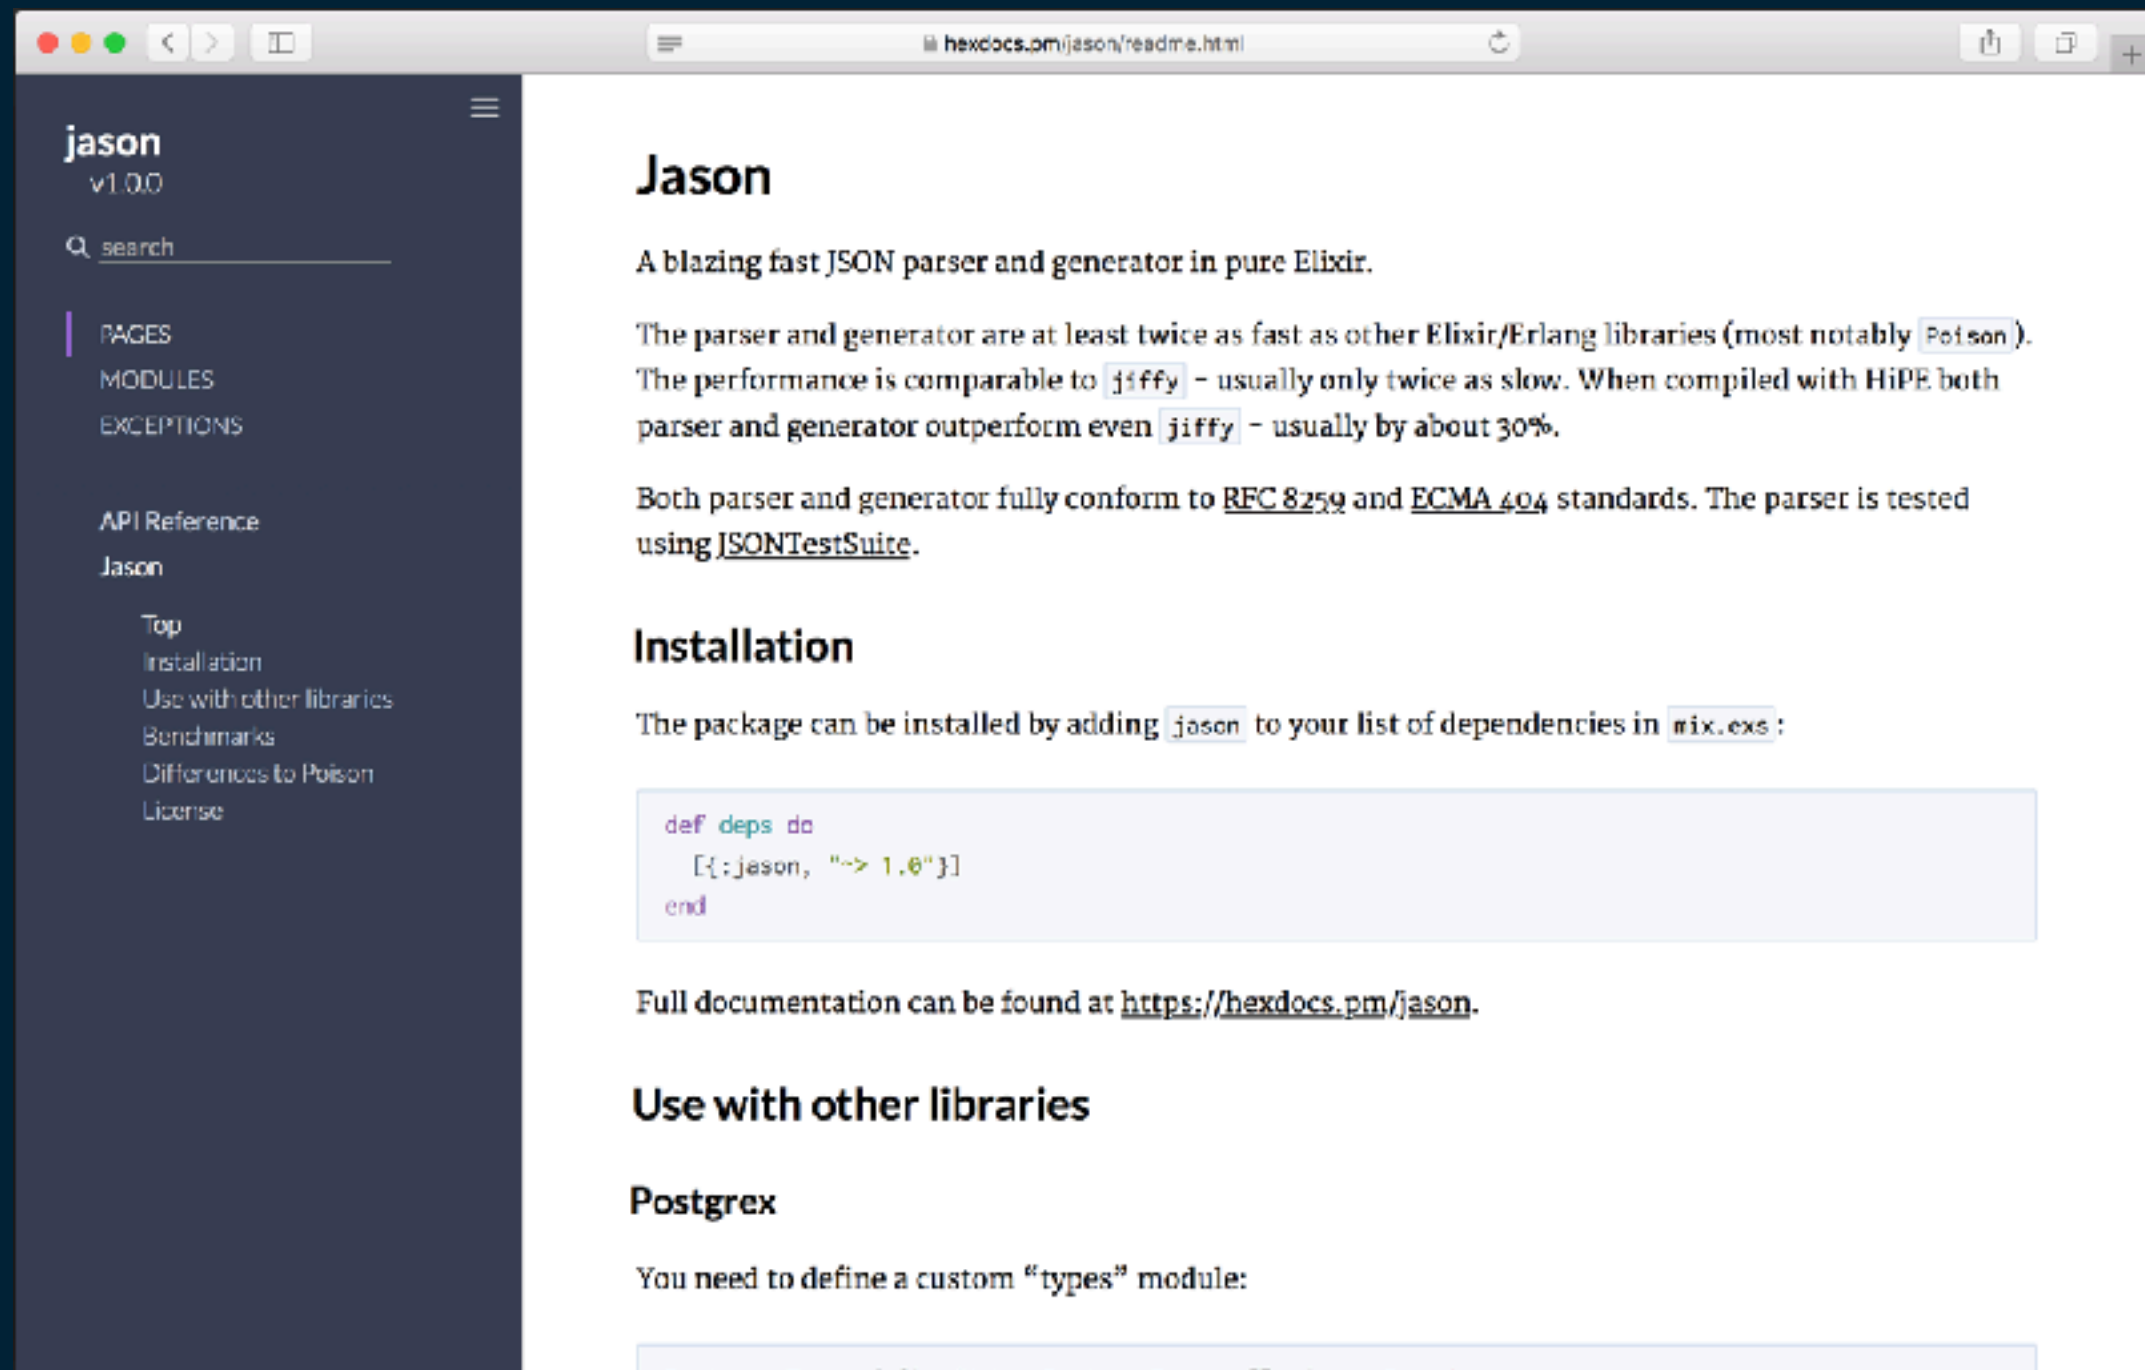 hexdocs.pm/jason/readme.html
jason
v1.0.0
search
PAGES
MODULES
EXCEPTIONS
API Reference
Jason
Top
Installation
Use with other libraries
Benchmarks
Differences to Poison
License
Jason
A blazing fast JSON parser and generator in pure Elixir.
The parser and generator are at least twice as fast as other Elixir/Erlang libraries (most notably Poison).
The performance is comparable to jiffy - usually only twice as slow. When compiled with HiPE both
parser and generator outperform even jiffy - usually by about 30%.
Both parser and generator fully conform to RFC 8259 and ECMA 404 standards. The parser is tested
using JSONTestSuite.
Installation
The package can be installed by adding jason to your list of dependencies in mix.exs:
def deps do
  [{:jason, "~> 1.0"}]
end
Full documentation can be found at https://hexdocs.pm/jason.
Use with other libraries
Postgrex
You need to define a custom “types” module: